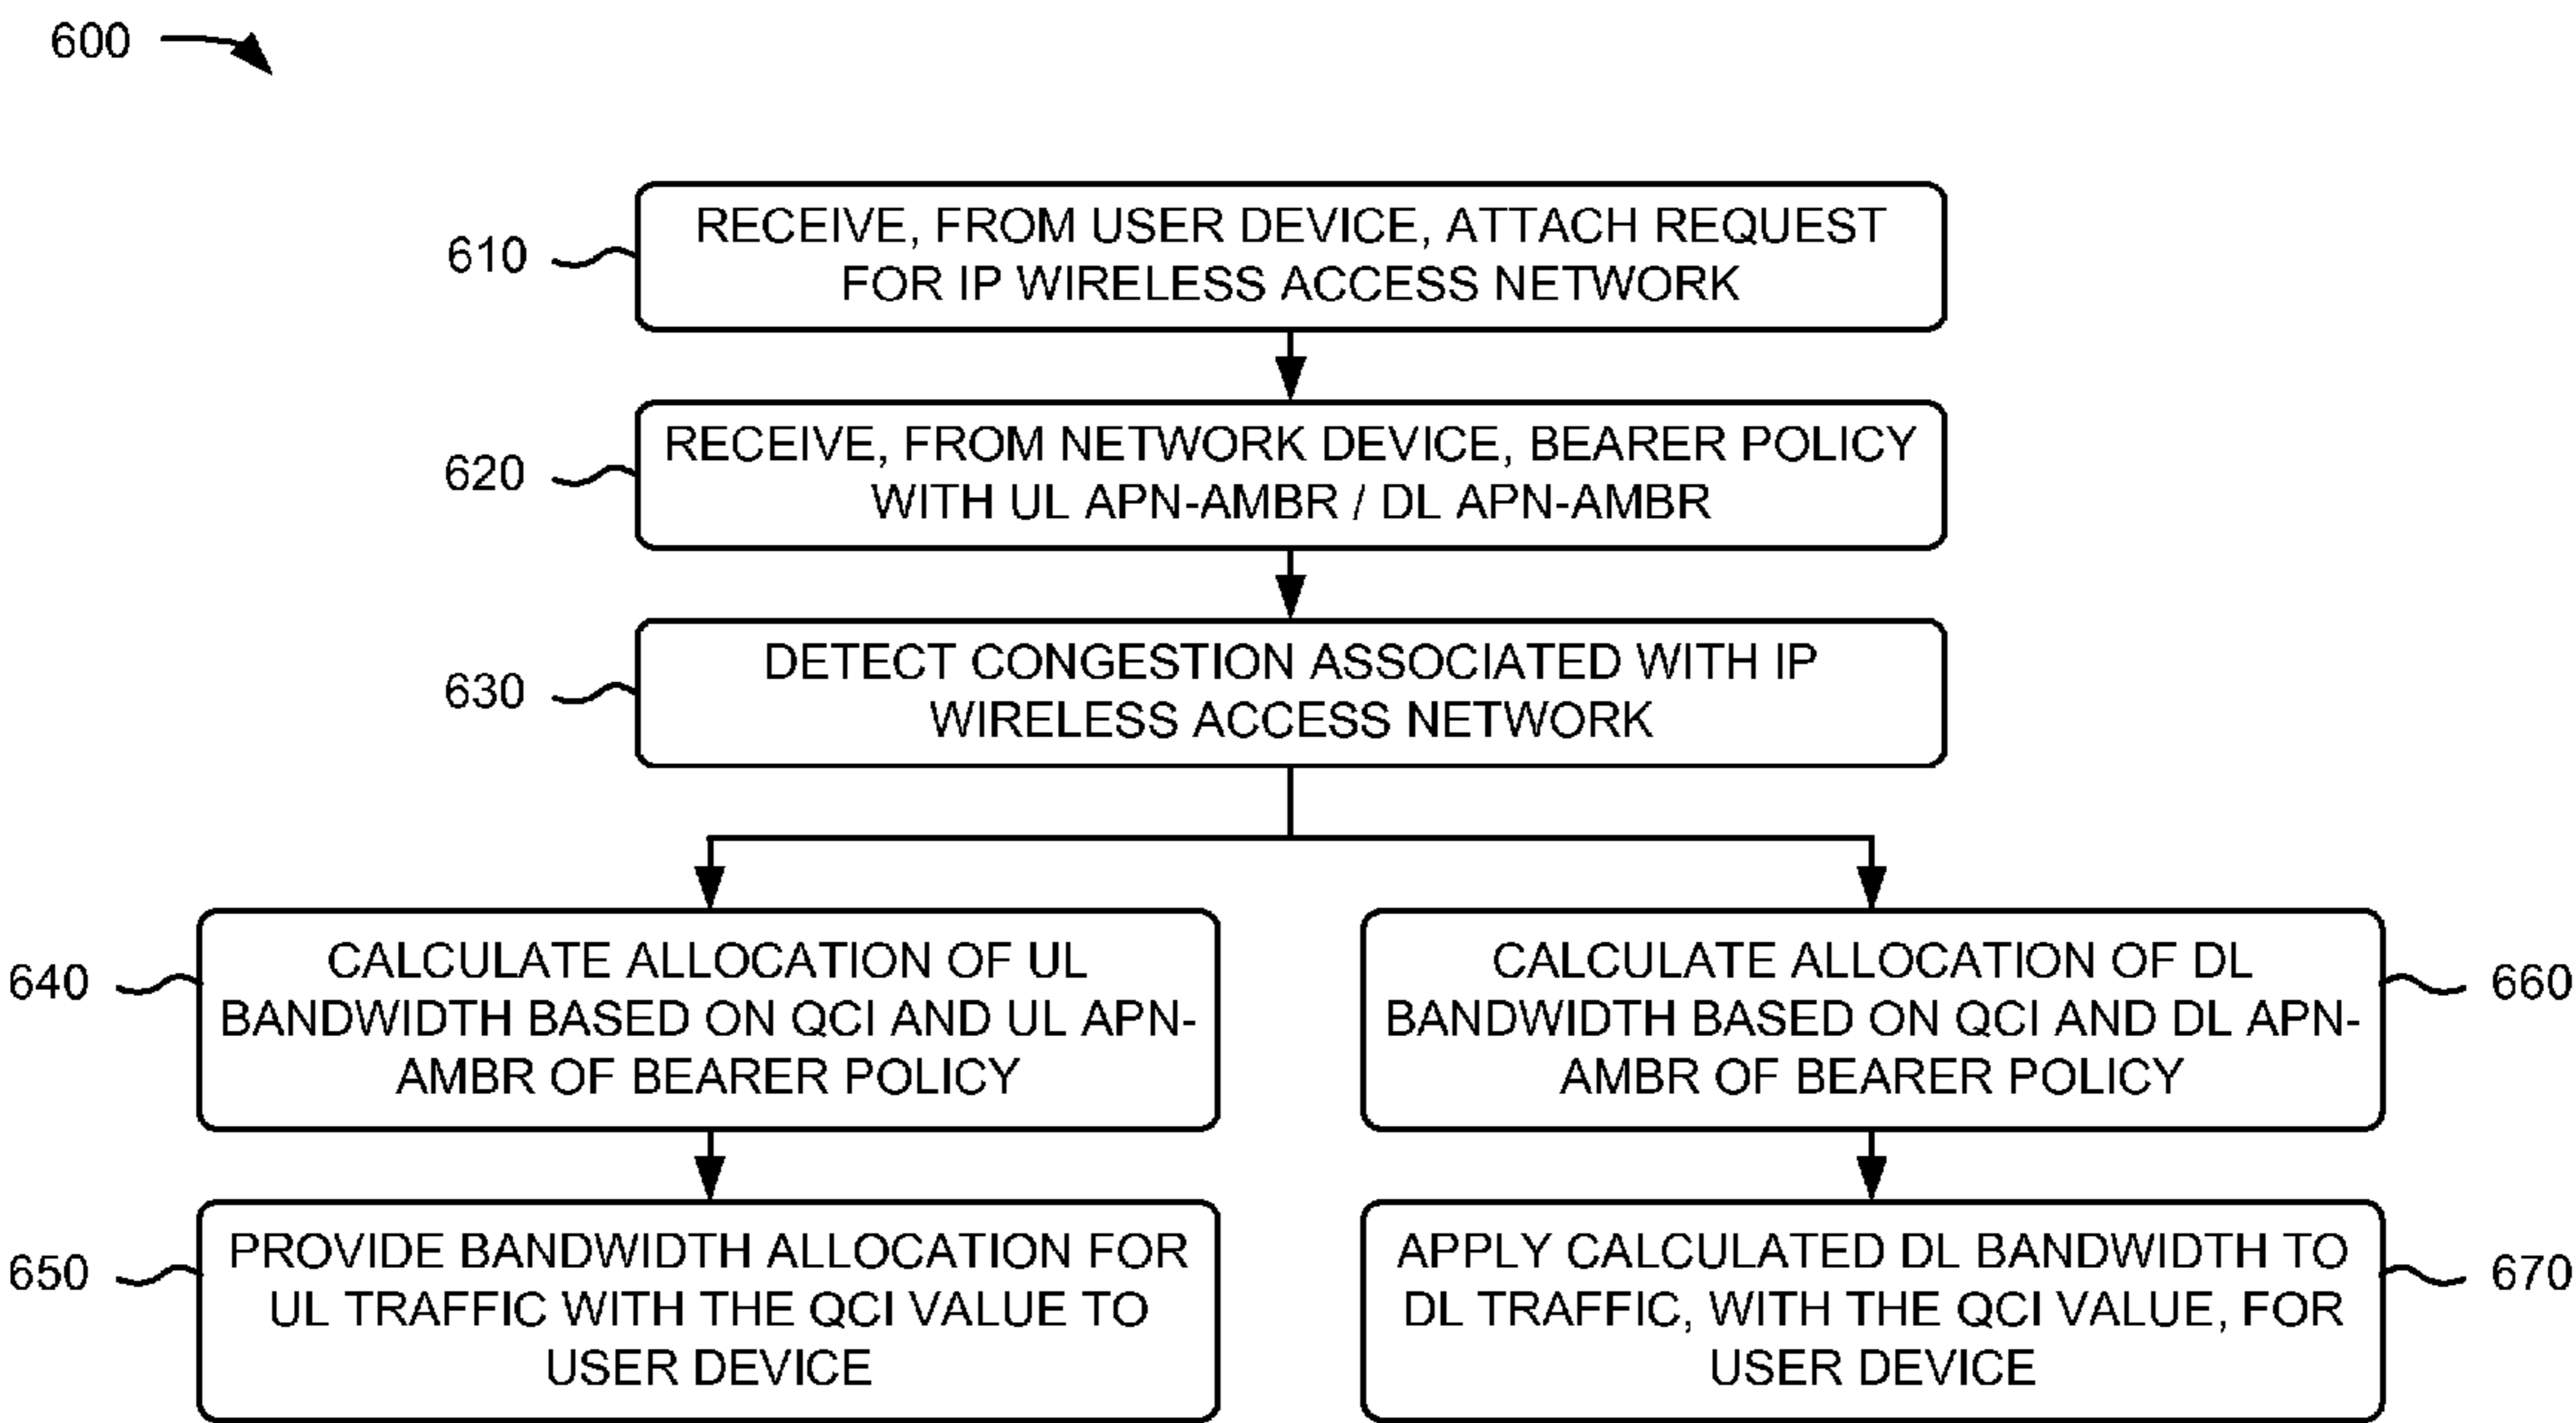 600
610
RECEIVE, FROM USER DEVICE, ATTACH REQUEST
FOR IP WIRELESS ACCESS NETWORK
620
RECEIVE, FROM NETWORK DEVICE, BEARER POLICY
WITH UL APN-AMBR / DL APN-AMBR
630
DETECT CONGESTION ASSOCIATED WITH IP
WIRELESS ACCESS NETWORK
640
CALCULATE ALLOCATION OF UL
BANDWIDTH BASED ON QCI AND UL APN-
AMBR OF BEARER POLICY
650
PROVIDE BANDWIDTH ALLOCATION FOR
UL TRAFFIC WITH THE QCI VALUE TO
USER DEVICE
660
CALCULATE ALLOCATION OF DL
BANDWIDTH BASED ON QCI AND DL APN-
AMBR OF BEARER POLICY
670
APPLY CALCULATED DL BANDWIDTH TO
DL TRAFFIC, WITH THE QCI VALUE, FOR
USER DEVICE